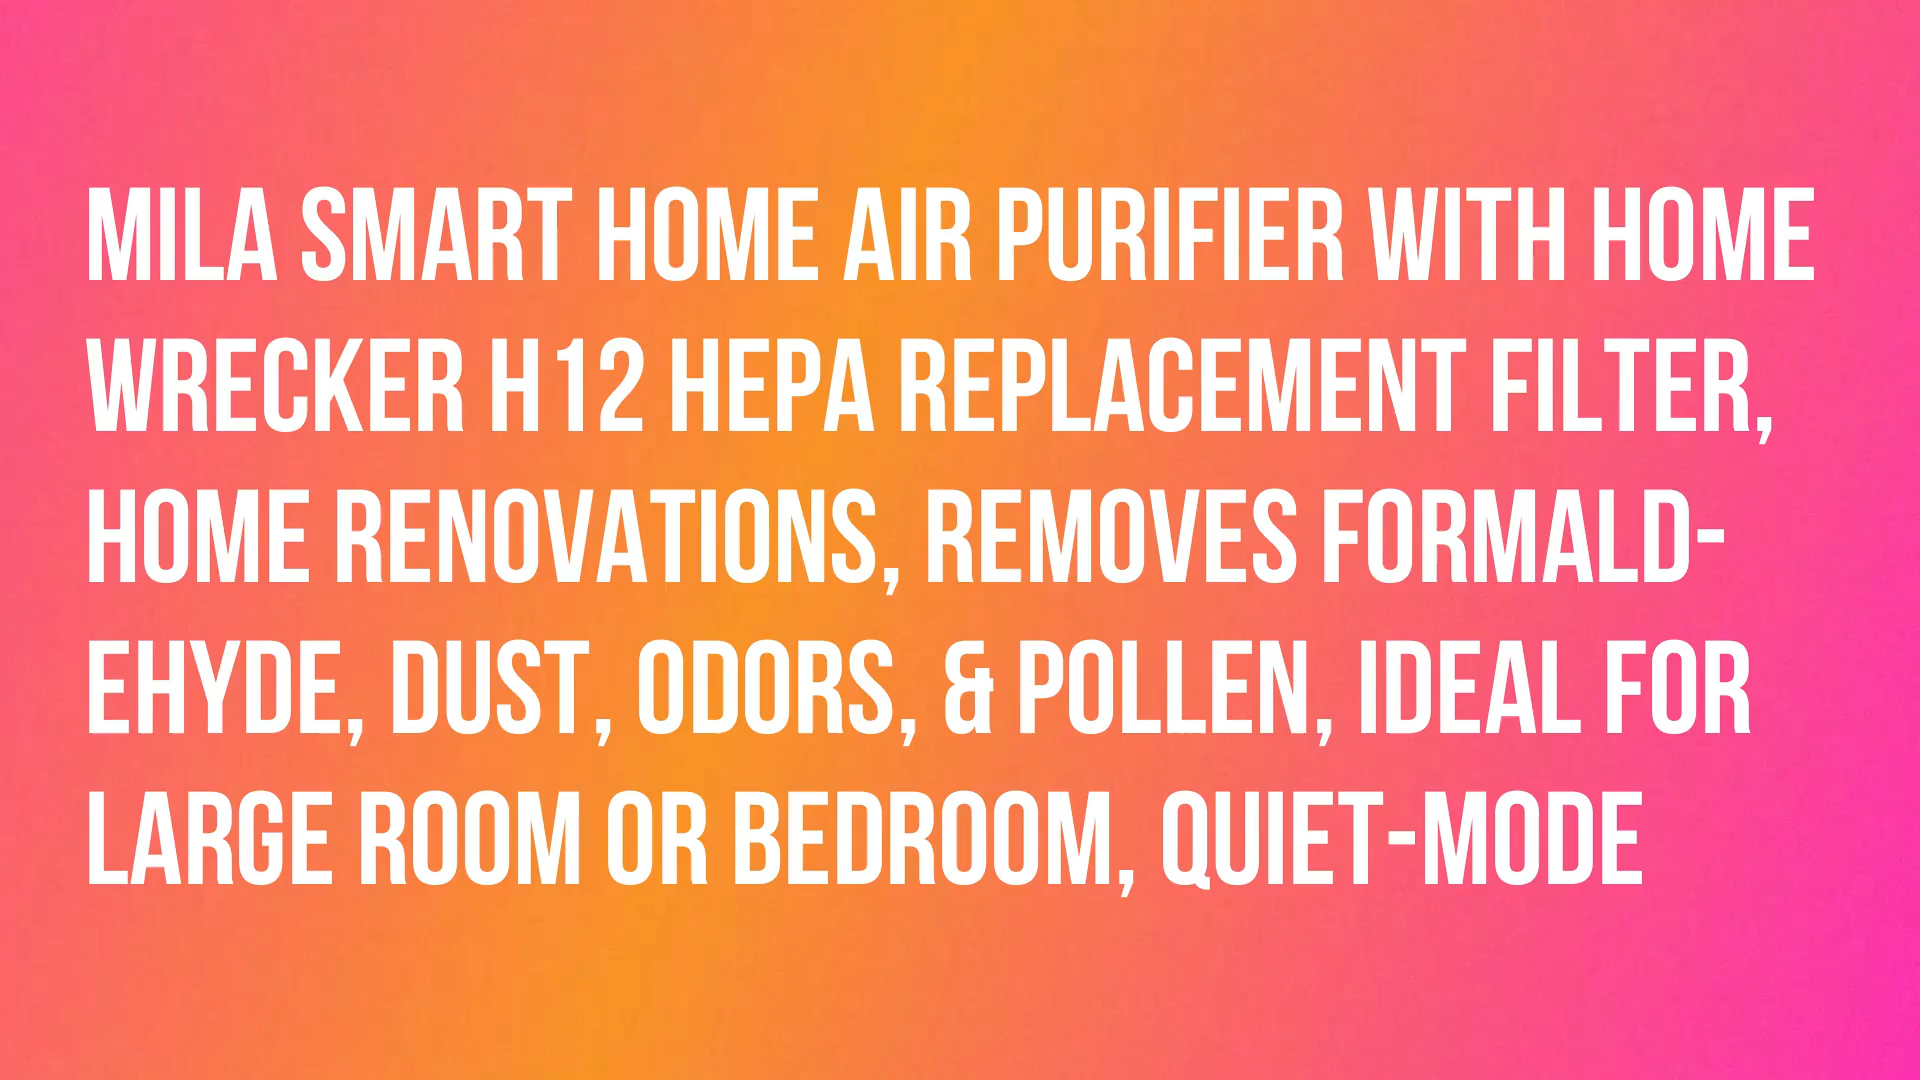 MILA SMART HOME AIR PURIFIER WITH HOME
WRECKER H12 HEPA REPLACEMENT FILTER,
HOME RENOVATIONS, REMOVES FORMALD-
EHYDE, DUST, ODORS, & POLLEN, IDEAL FOR
LARGE ROOM OR BEDROOM, QUIET-MODE